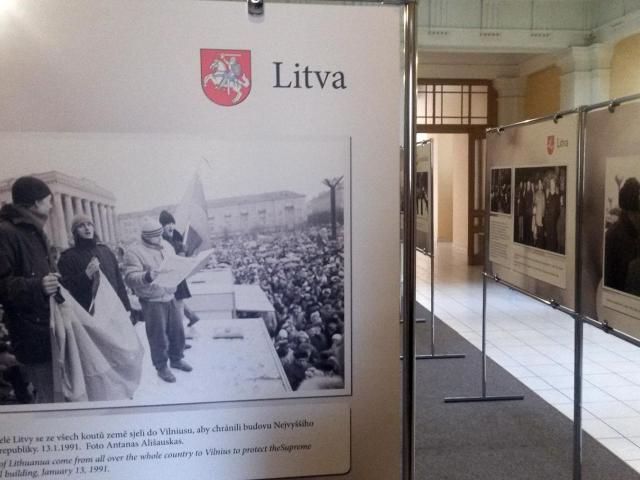 Litva
elé Litvy se ze všech koutů země sjeli do Vilniusu, aby chránili budovu Nejvyššího
republiky. 13.1.1991. Foto Antanas Ališauskas.
of Lithuanua come from all over the whole country to Vilnius to protect theSupreme
l building, January 13, 1991.
Litva